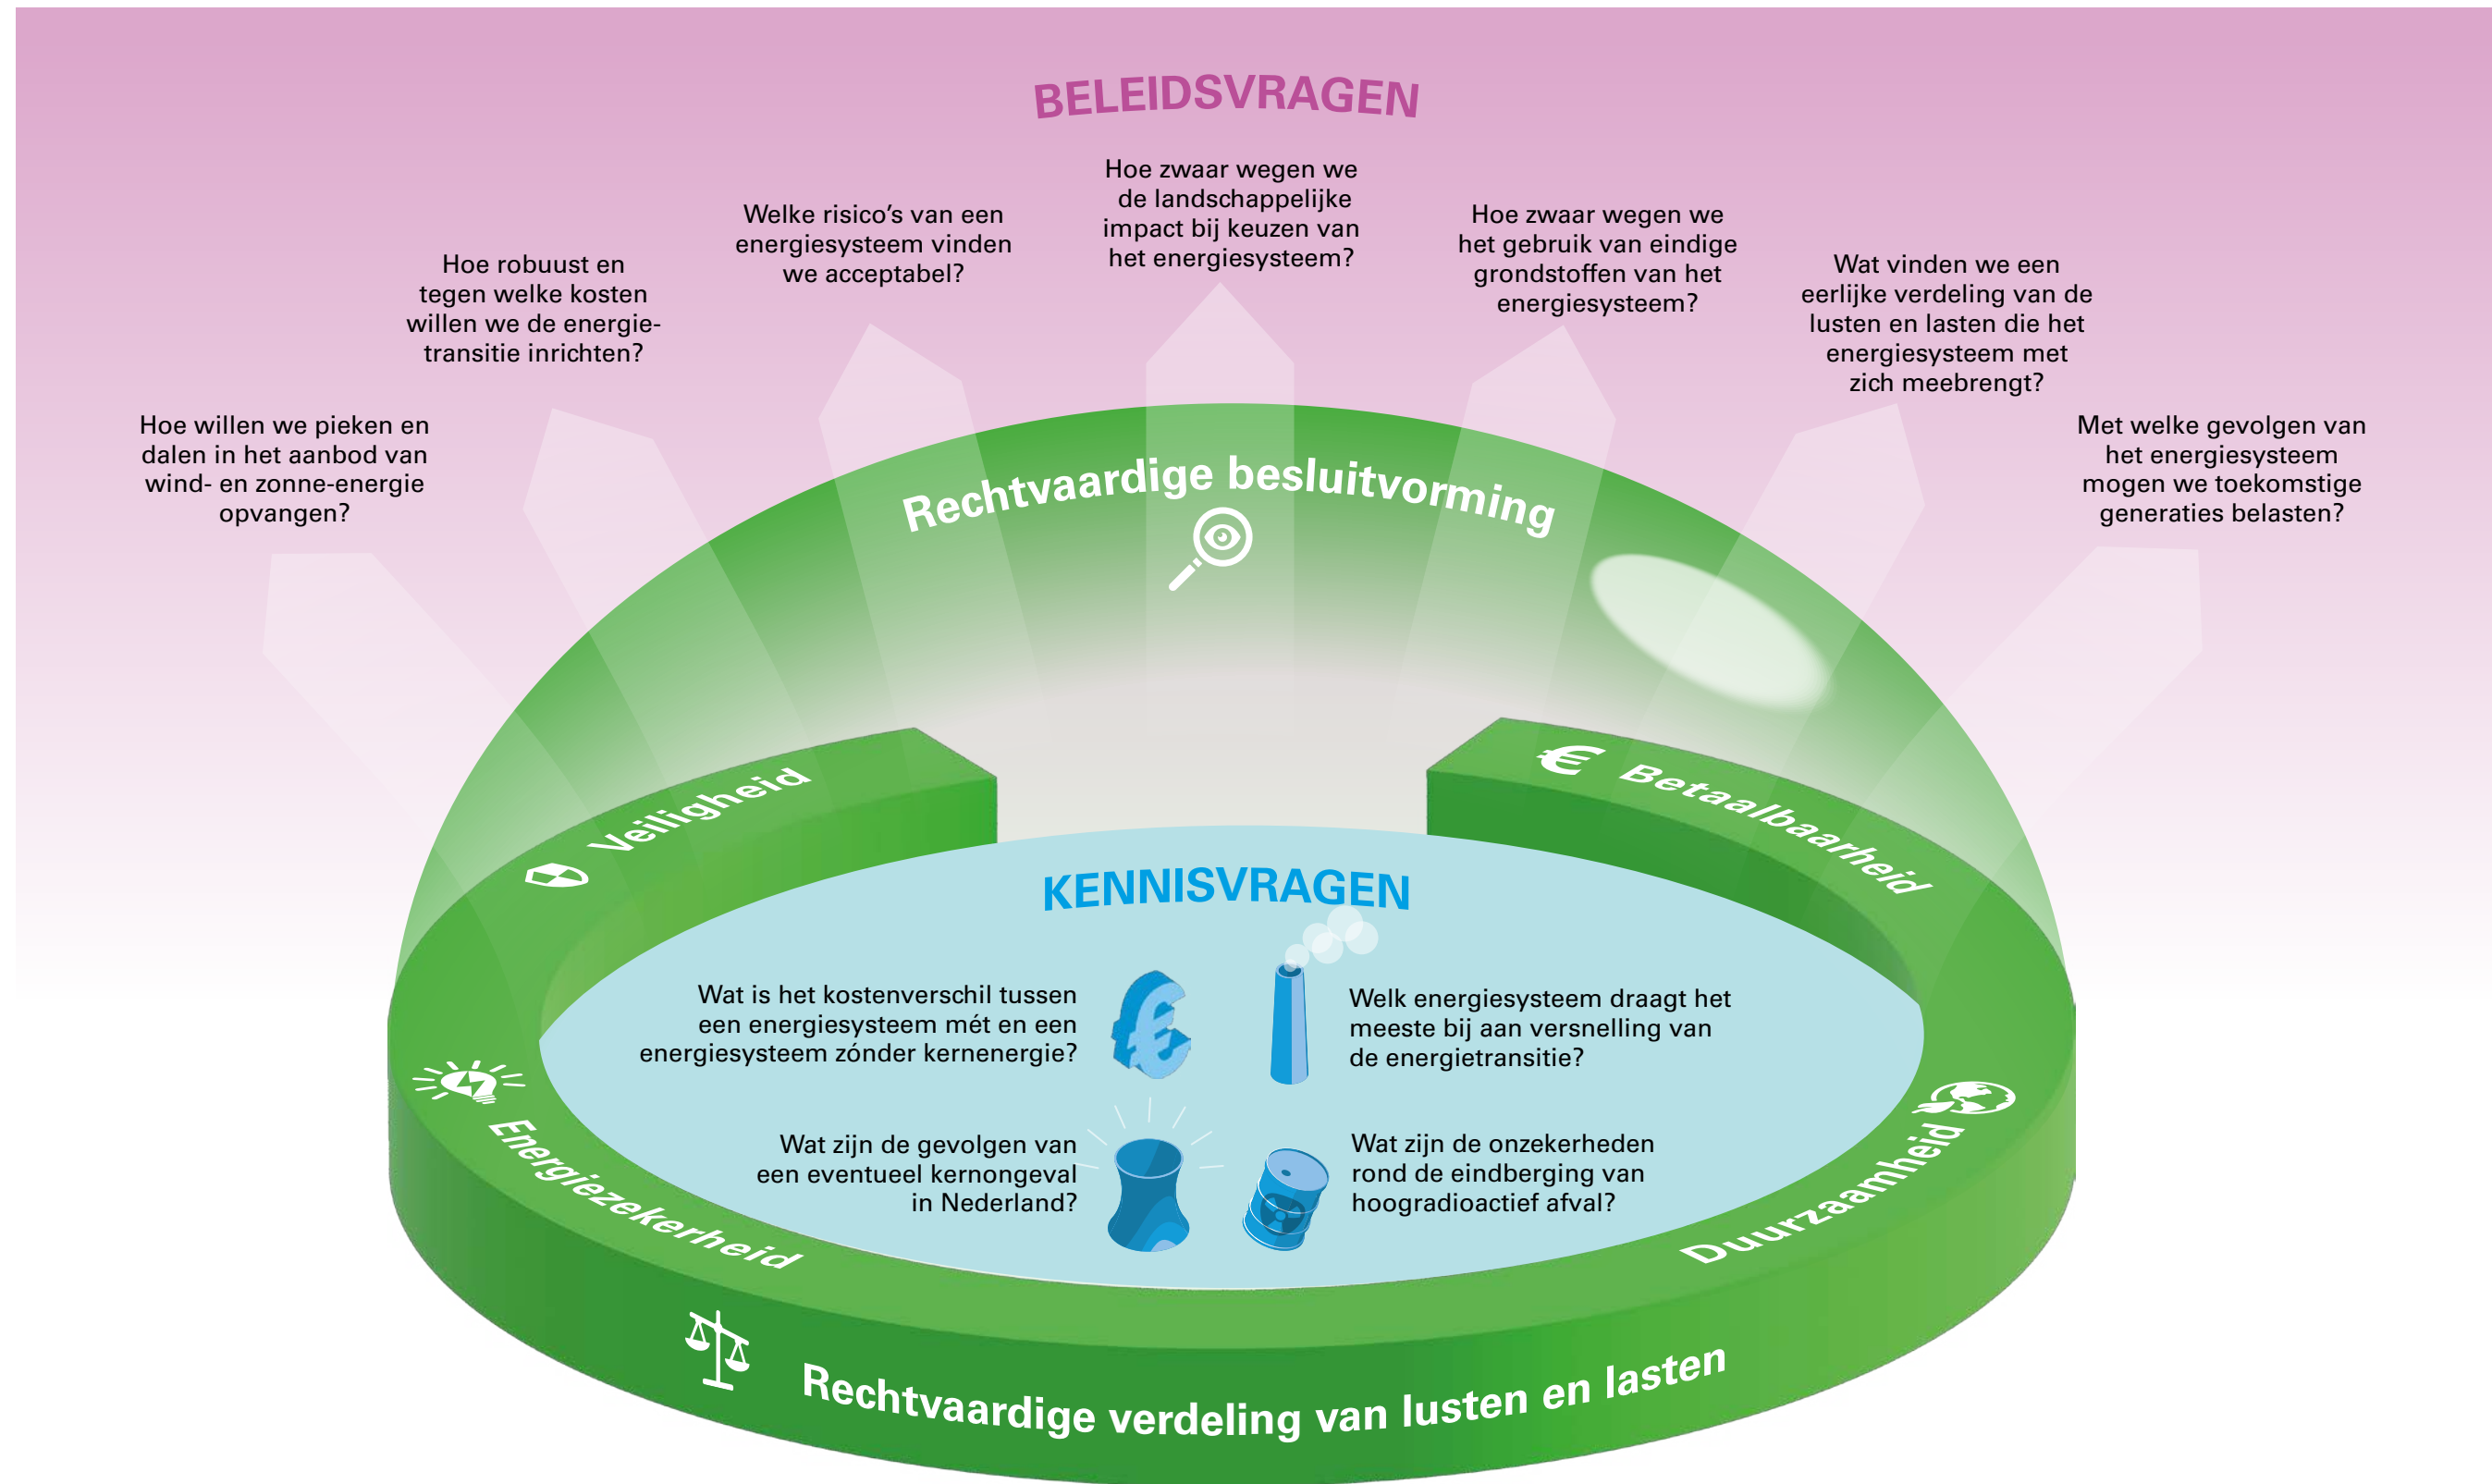 BELEIDSVRAGEN
Hoe willen we pieken en
dalen in het aanbod van
wind- en zonne-energie
opvangen?
Hoe robuust en
tegen welke kosten
willen we de energie-
transitie inrichten?
Welke risico's van een
energiesysteem vinden
we acceptabel?
Hoe zwaar wegen we
de landschappelijke
impact bij keuzen van
het energiesysteem?
Hoe zwaar wegen we
het gebruik van eindige
grondstoffen van het
energiesysteem?
Wat vinden we een
eerlijke verdeling van de
lusten en lasten die het
energiesysteem met
zich meebrengt?
Met welke gevolgen van
het energiesysteem
mogen we toekomstige
generaties belasten?
Rechtvaardige besluitvorming
Veiligheid
€ Betaalbaarheid
KENNISVRAGEN
Wat is het kostenverschil tussen
een energiesysteem mét en een
energiesysteem zónder kernenergie?
€
Welk energiesysteem draagt het
meeste bij aan versnelling van
de energietransitie?
Wat zijn de gevolgen van
een eventueel kernongeval
in Nederland?
Wat zijn de onzekerheden
rond de eindberging van
hoogradioactief afval?
Energiezekerheid
Duurzaamheid
Rechtvaardige verdeling van lusten en lasten